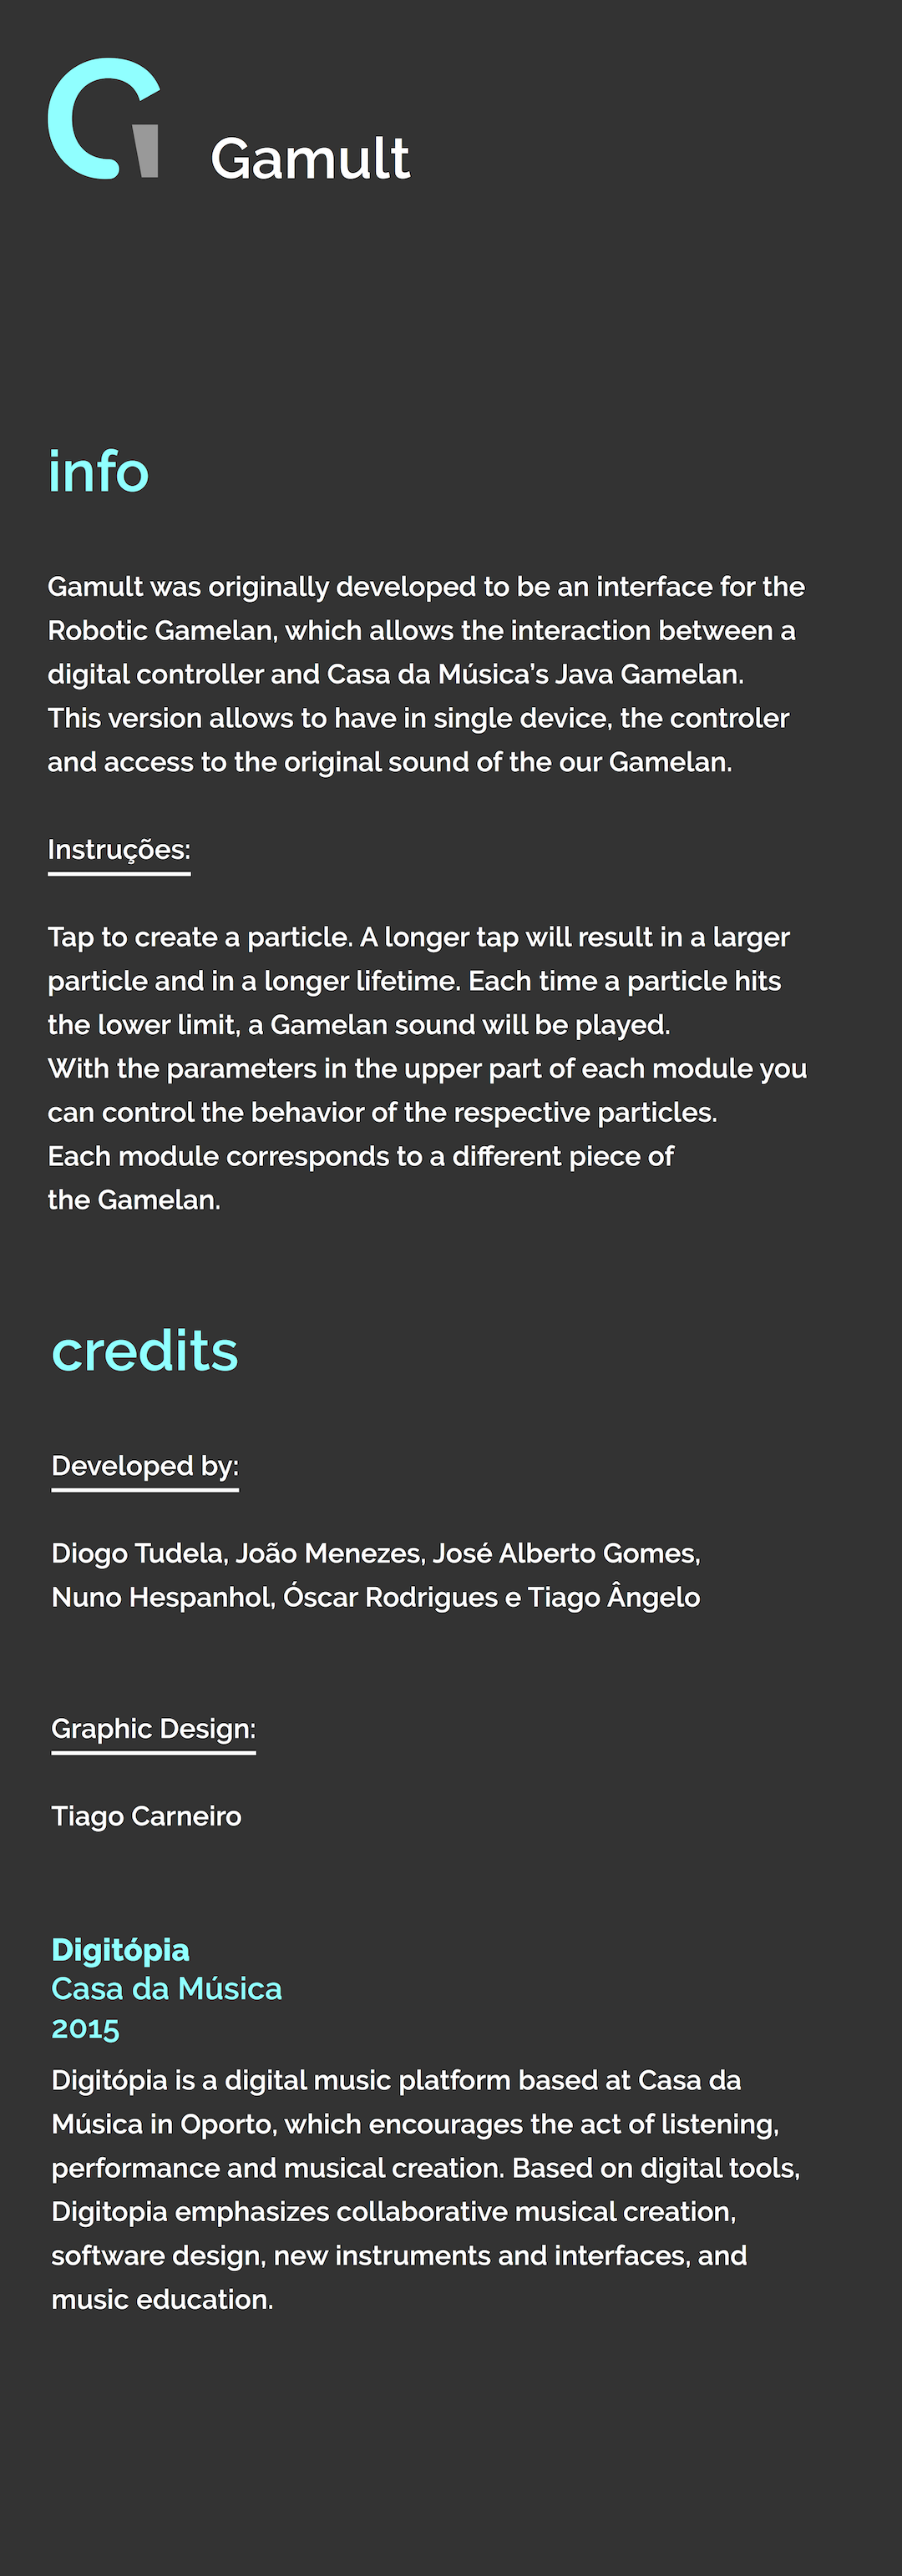 Gamult
info
Gamult was originally developed to be an interface for the
Robotic Gamelan, which allows the interaction between a
digital controller and Casa da Música’s Java Gamelan.
This version allows to have in single device, the controler
and access to the original sound of the our Gamelan.
Instruções:
Tap to create a particle. A longer tap will result in a larger
particle and in a longer lifetime. Each time a particle hits
the lower limit, a Gamelan sound will be played.
With the parameters in the upper part of each module you
can control the behavior of the respective particles.
Each module corresponds to a different piece of
the Gamelan.
credits
Developed by:
Diogo Tudela, João Menezes, José Alberto Gomes,
Nuno Hespanhol, Óscar Rodrigues e Tiago Ângelo
Graphic Design:
Tiago Carneiro
Digitópia
Casa da Música
2015
Digitópia is a digital music platform based at Casa da
Música in Oporto, which encourages the act of listening,
performance and musical creation. Based on digital tools,
Digitopia emphasizes collaborative musical creation,
software design, new instruments and interfaces, and
music education.